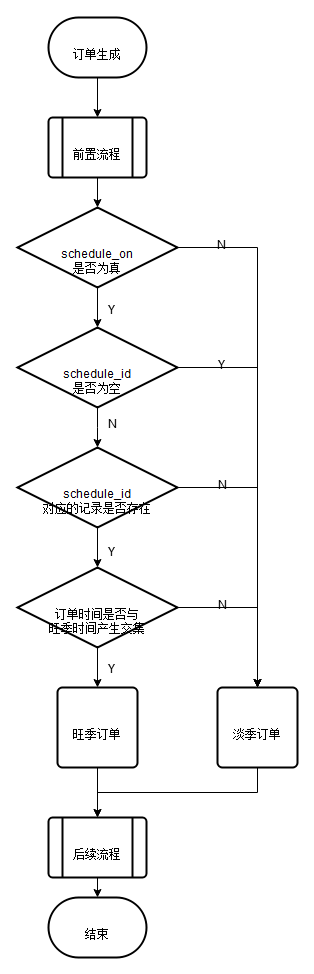 订单生成
前置流程
schedule_on
是否为真
N
Y
schedule_id
是否为空
Y
N
schedule_id
对应的记录是否存在
N
Y
订单时间是否与
旺季时间产生交集
N
Y
旺季订单
淡季订单
后续流程
结束